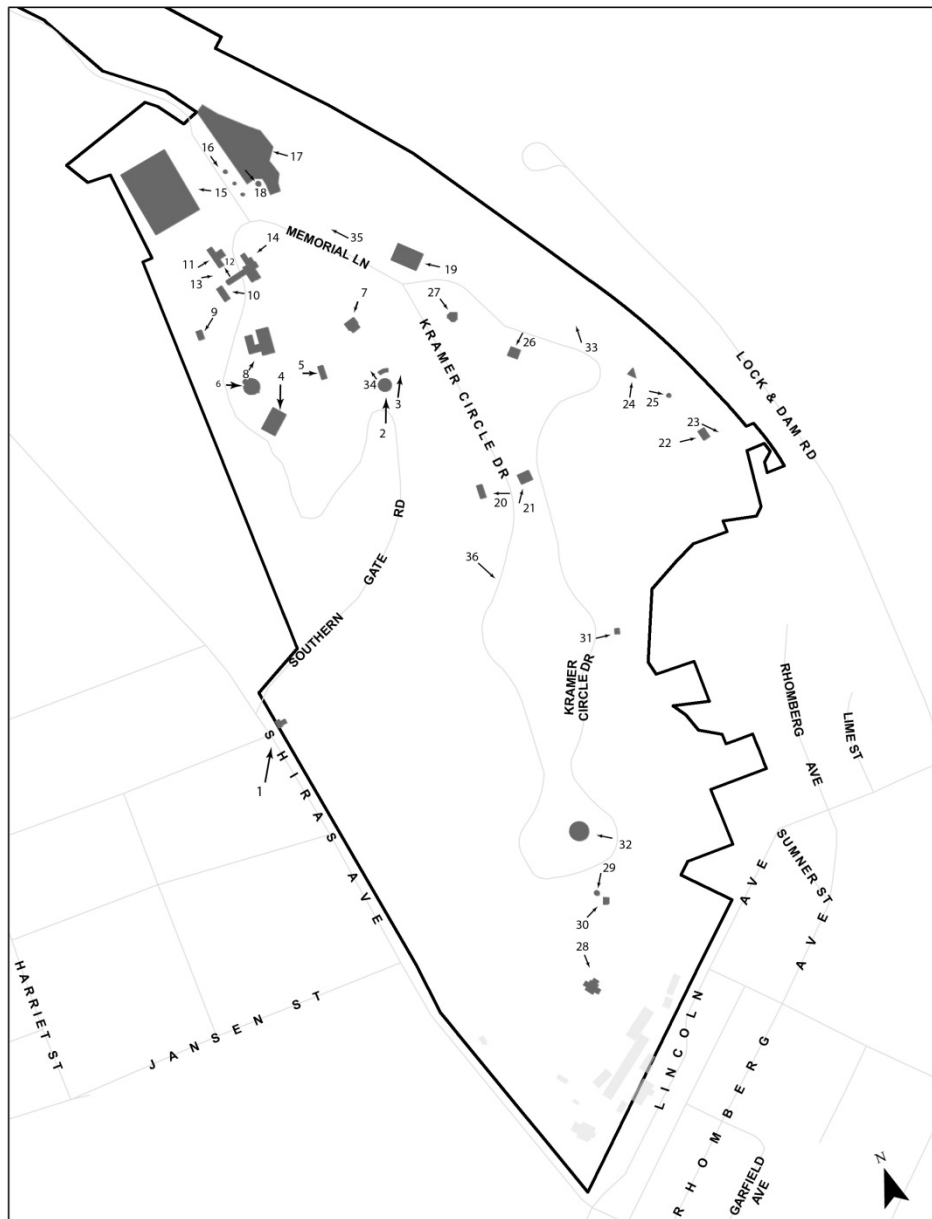 16
17
18
15
35
MEMORIAL LN
14
11
12
13
19
10
27
7
9
26
33
KRAMER CIRCLE DR
5
8
34
3
24
25
6
4
2
LOCK & DAM RD
23
22
20
21
SOUTHERN GATE RD
36
31
KRAMER
CIRCLE DR
RHOMBERG AVE
LIME ST
1
SHIRAS AVE
32
SUMNER ST
29
30
28
LINCOLN AVE
RHOMBERG AVE
HARRIET ST
JANSEN ST
GARFIELD
AVE
N